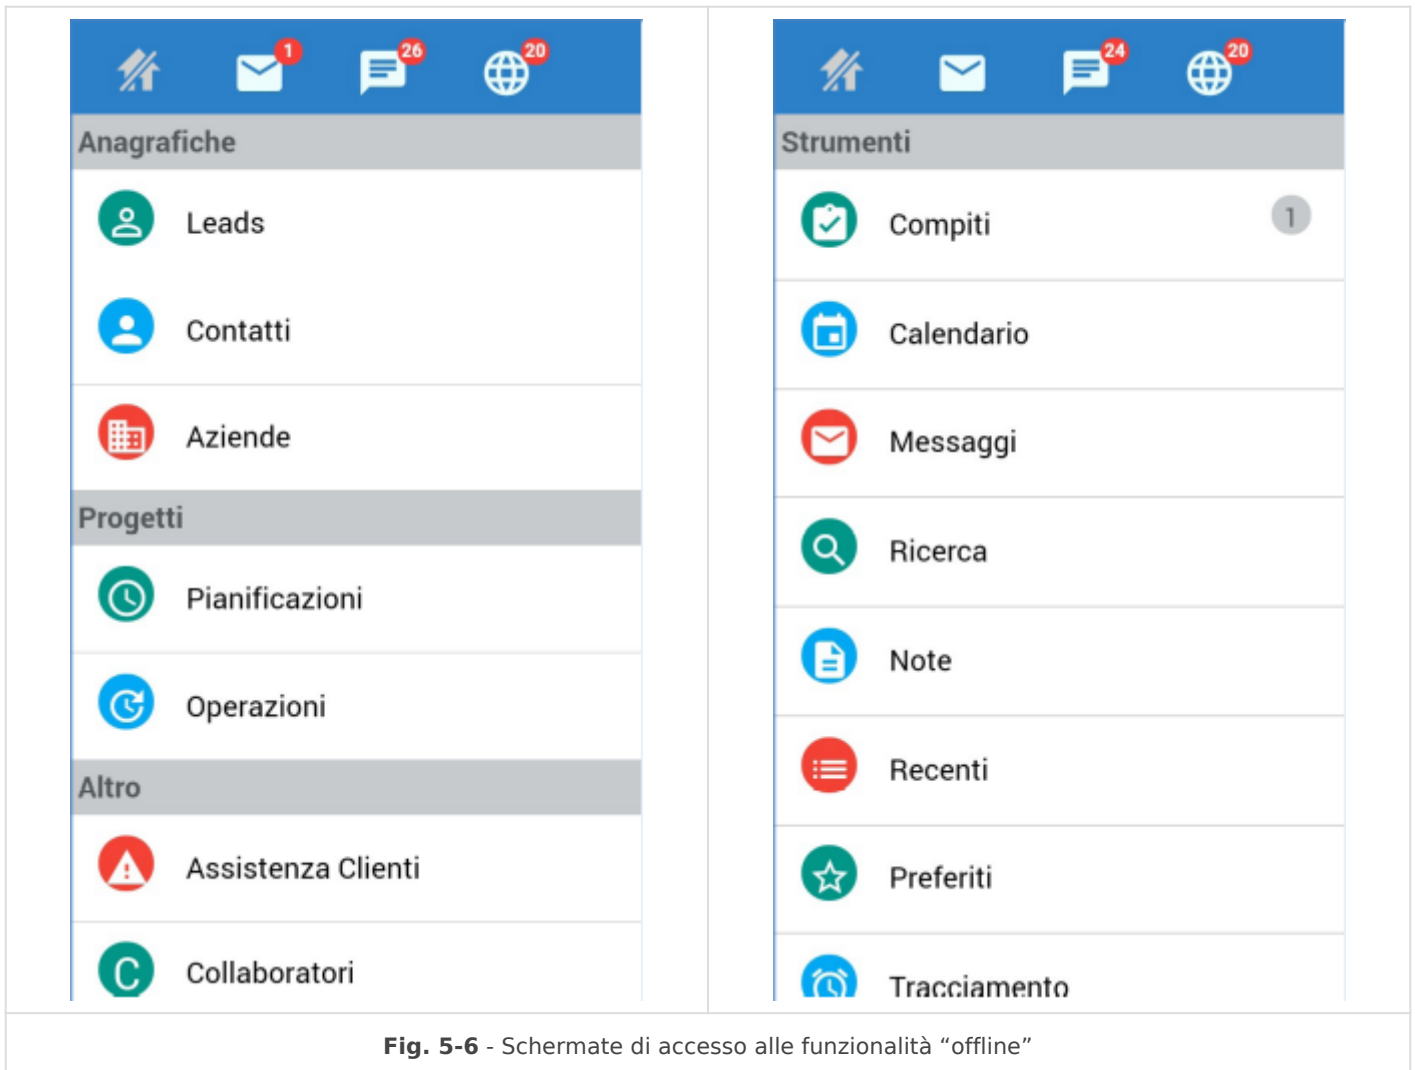 1 26 20
Anagrafiche
Leads
Contatti
Aziende
Progetti
Pianificazioni
Operazioni
Altro
Assistenza Clienti
C Collaboratori
24 20
Strumenti
Compiti 1
Calendario
Messaggi
Ricerca
Note
Recenti
Preferiti
Tracciamento
Fig. 5-6 - Schermate di accesso alle funzionalità “offline”